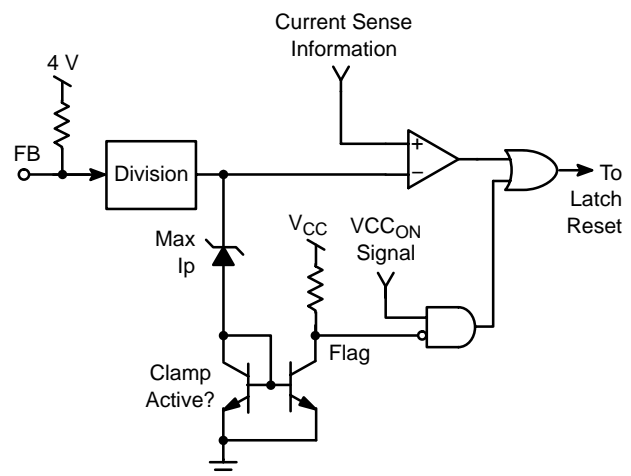 Current Sense
Information
4 V
FB
Division
+
−
To
Latch
Reset
Max
Ip
VCC
VCCON
Signal
Flag
Clamp
Active?